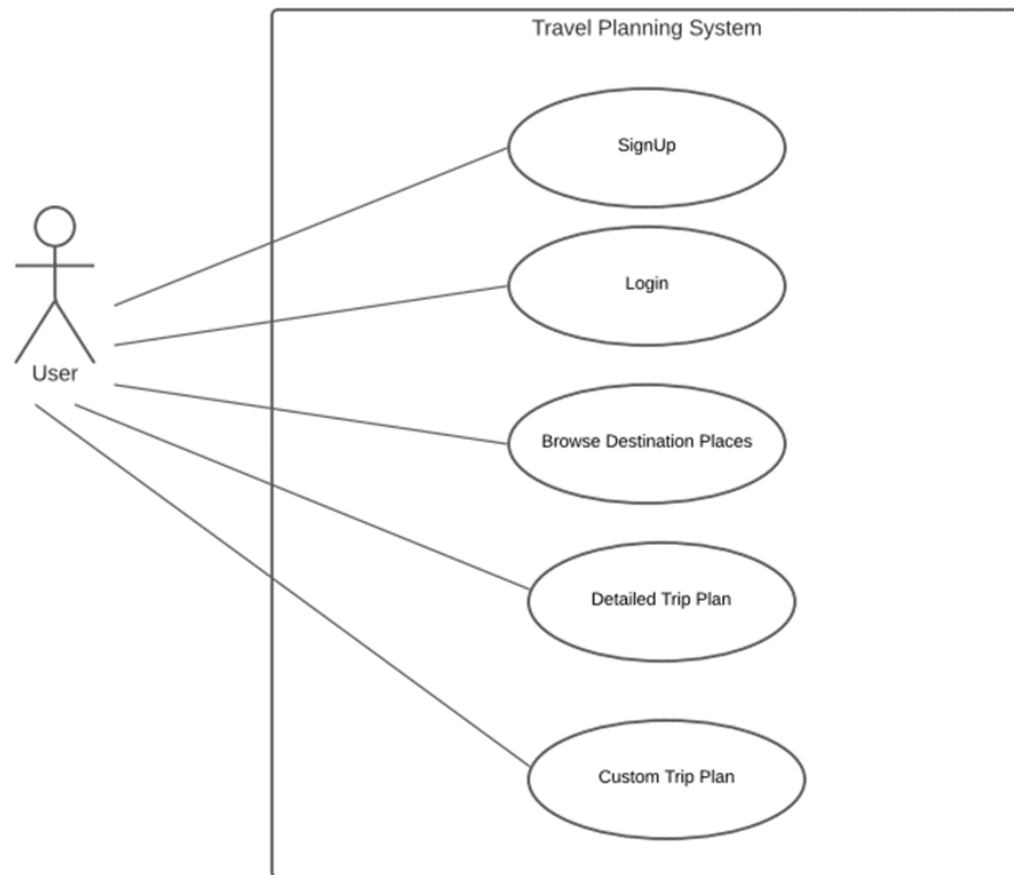 Travel Planning System
SignUp
Login
User
Browse Destination Places
Detailed Trip Plan
Custom Trip Plan